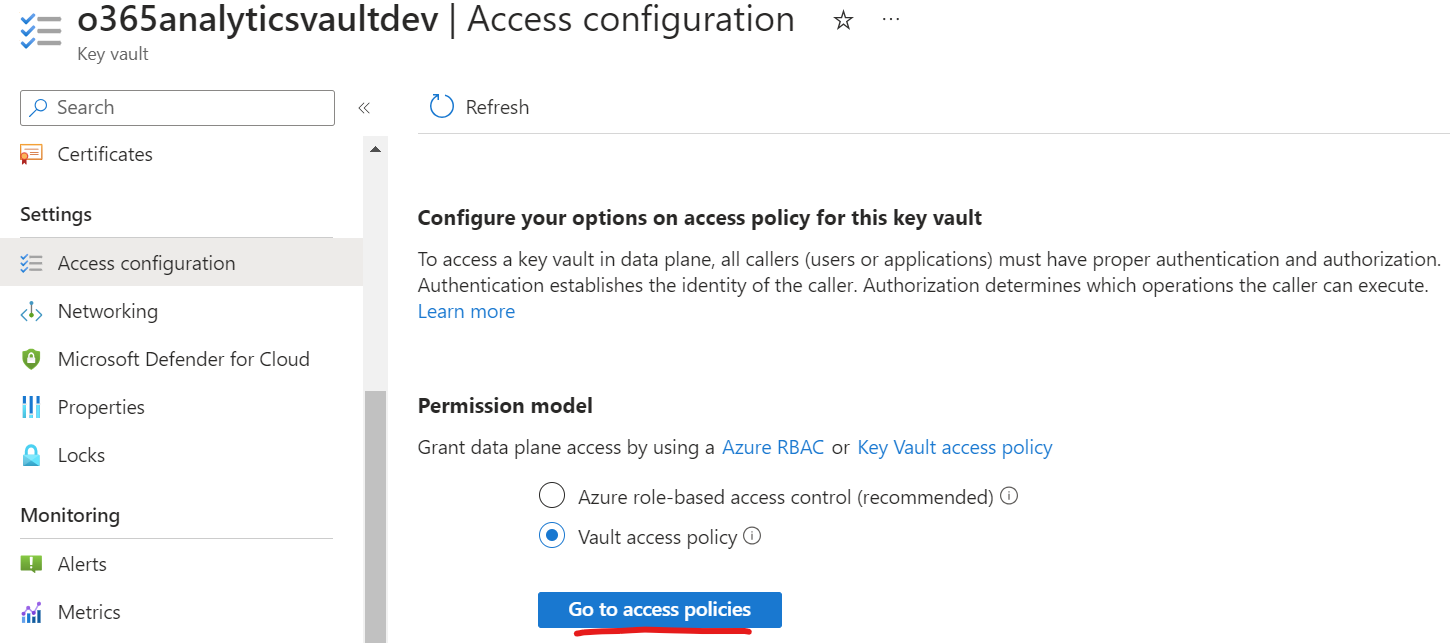 o365analyticsvaultdev | Access configuration ☆ ···
Key vault
Search «
Refresh
Certificates
Settings
Access configuration
Networking
Microsoft Defender for Cloud
Properties
Locks
Monitoring
Alerts
Metrics
Configure your options on access policy for this key vault
To access a key vault in data plane, all callers (users or applications) must have proper authentication and authorization.
Authentication establishes the identity of the caller. Authorization determines which operations the caller can execute.
Learn more
Permission model
Grant data plane access by using a Azure RBAC or Key Vault access policy
Azure role-based access control (recommended)
Vault access policy
Go to access policies